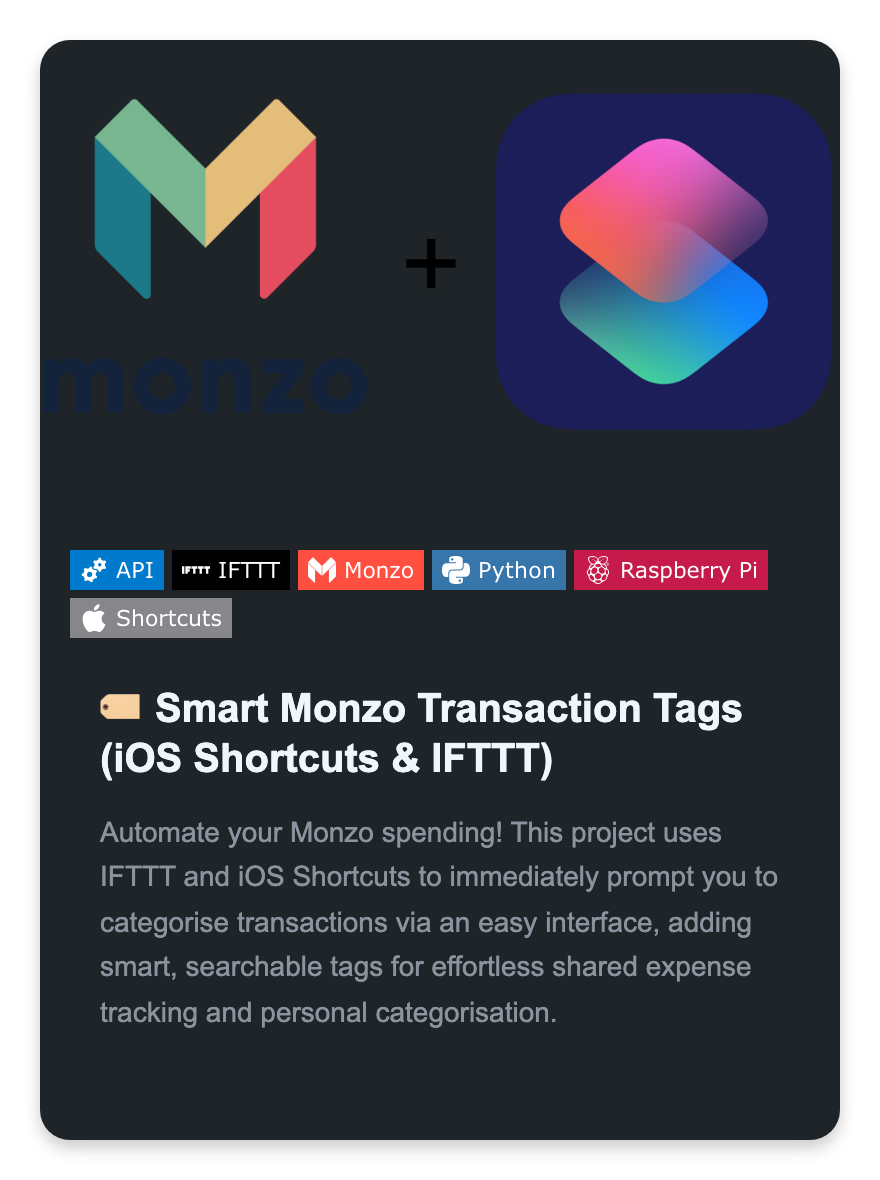 monzo
+
API IFTTT IFTTT Monzo Python Raspberry Pi
Shortcuts
Smart Monzo Transaction Tags
(iOS Shortcuts & IFTTT)
Automate your Monzo spending! This project uses
IFTTT and iOS Shortcuts to immediately prompt you to
categorise transactions via an easy interface, adding
smart, searchable tags for effortless shared expense
tracking and personal categorisation.